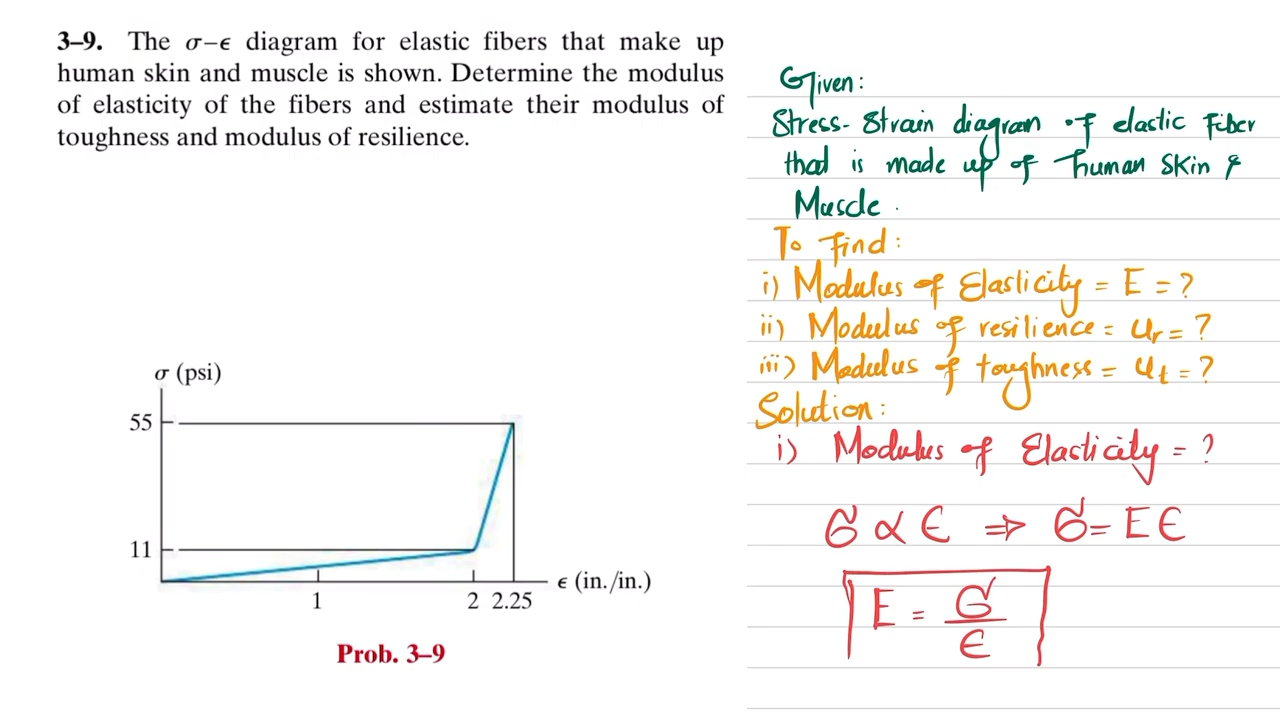 3–9. The σ–ϵ diagram for elastic fibers that make up
human skin and muscle is shown. Determine the modulus
of elasticity of the fibers and estimate their modulus of
toughness and modulus of resilience.
σ (psi)
55
11
ϵ (in./in.)
1
2 2.25
Prob. 3–9
Given:
Stress-Strain diagram of elastic Fiber
that is made up of human Skin &
Muscle.
To Find:
i) Modulus of Elasticity = E = ?
ii) Modulus of resilience = ur = ?
iii) Modulus of toughness = ut = ?
Solution:
i) Modulus of Elasticity = ?
σ ∝ ϵ ⇒ σ = E ϵ
E = σ/ϵ